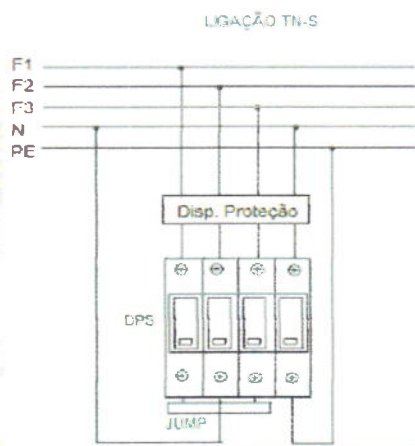 LIGAÇÃO TN-S
F1
F2
F3
N
PE
Disp. Proteção
DPS
JUMP